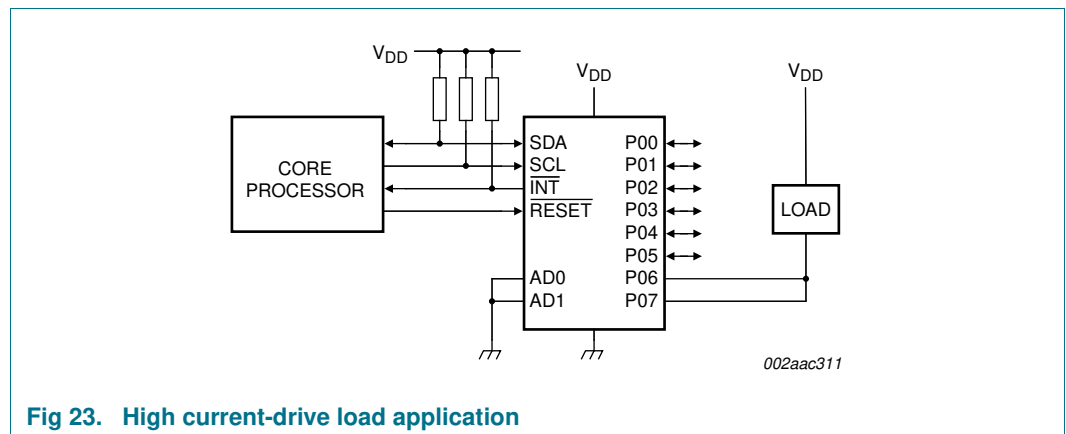 VDD
VDD
VDD
CORE
PROCESSOR
SDA
SCL
INT
RESET
AD0
AD1
P00
P01
P02
P03
P04
P05
P06
P07
LOAD
002aac311
Fig 23. High current-drive load application